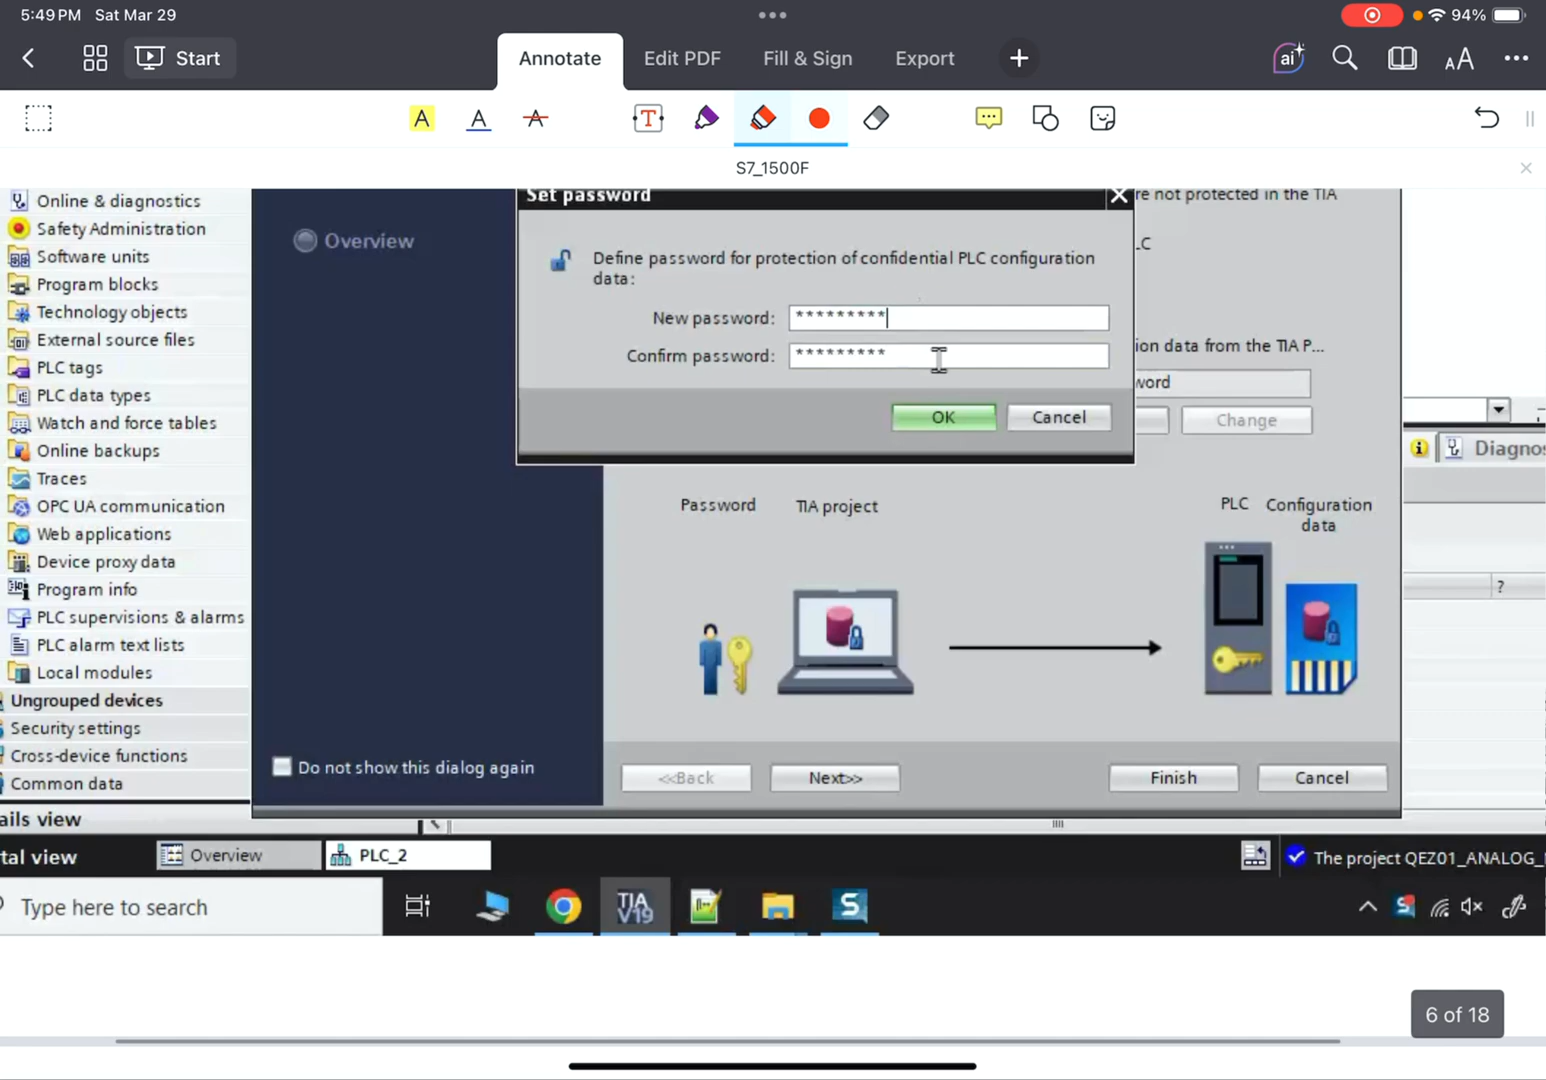 5:49 PM Sat Mar 29
94%
Start
Annotate
Edit PDF
Fill & Sign
Export
ai
AA
A
A
A
T
S7_1500F
Online & diagnostics
Safety Administration
Software units
Program blocks
Technology objects
External source files
PLC tags
PLC data types
Watch and force tables
Online backups
Traces
OPC UA communication
Web applications
Device proxy data
Program info
PLC supervisions & alarms
PLC alarm text lists
Local modules
Ungrouped devices
Security settings
Cross-device functions
Common data
ails view
Overview
Do not show this dialog again
Set password
Define password for protection of confidential PLC configuration
data:
New password: *********
Confirm password: *********
OK
Cancel
re not protected in the TIA
LC
ion data from the TIA P...
word
Change
Password
TIA project
PLC
Configuration
data
<<Back
Next>>
Finish
Cancel
Diagnos
?
tal view
Overview
PLC_2
The project QEZ01_ANALOG_
Type here to search
TIA
V19
S
6 of 18